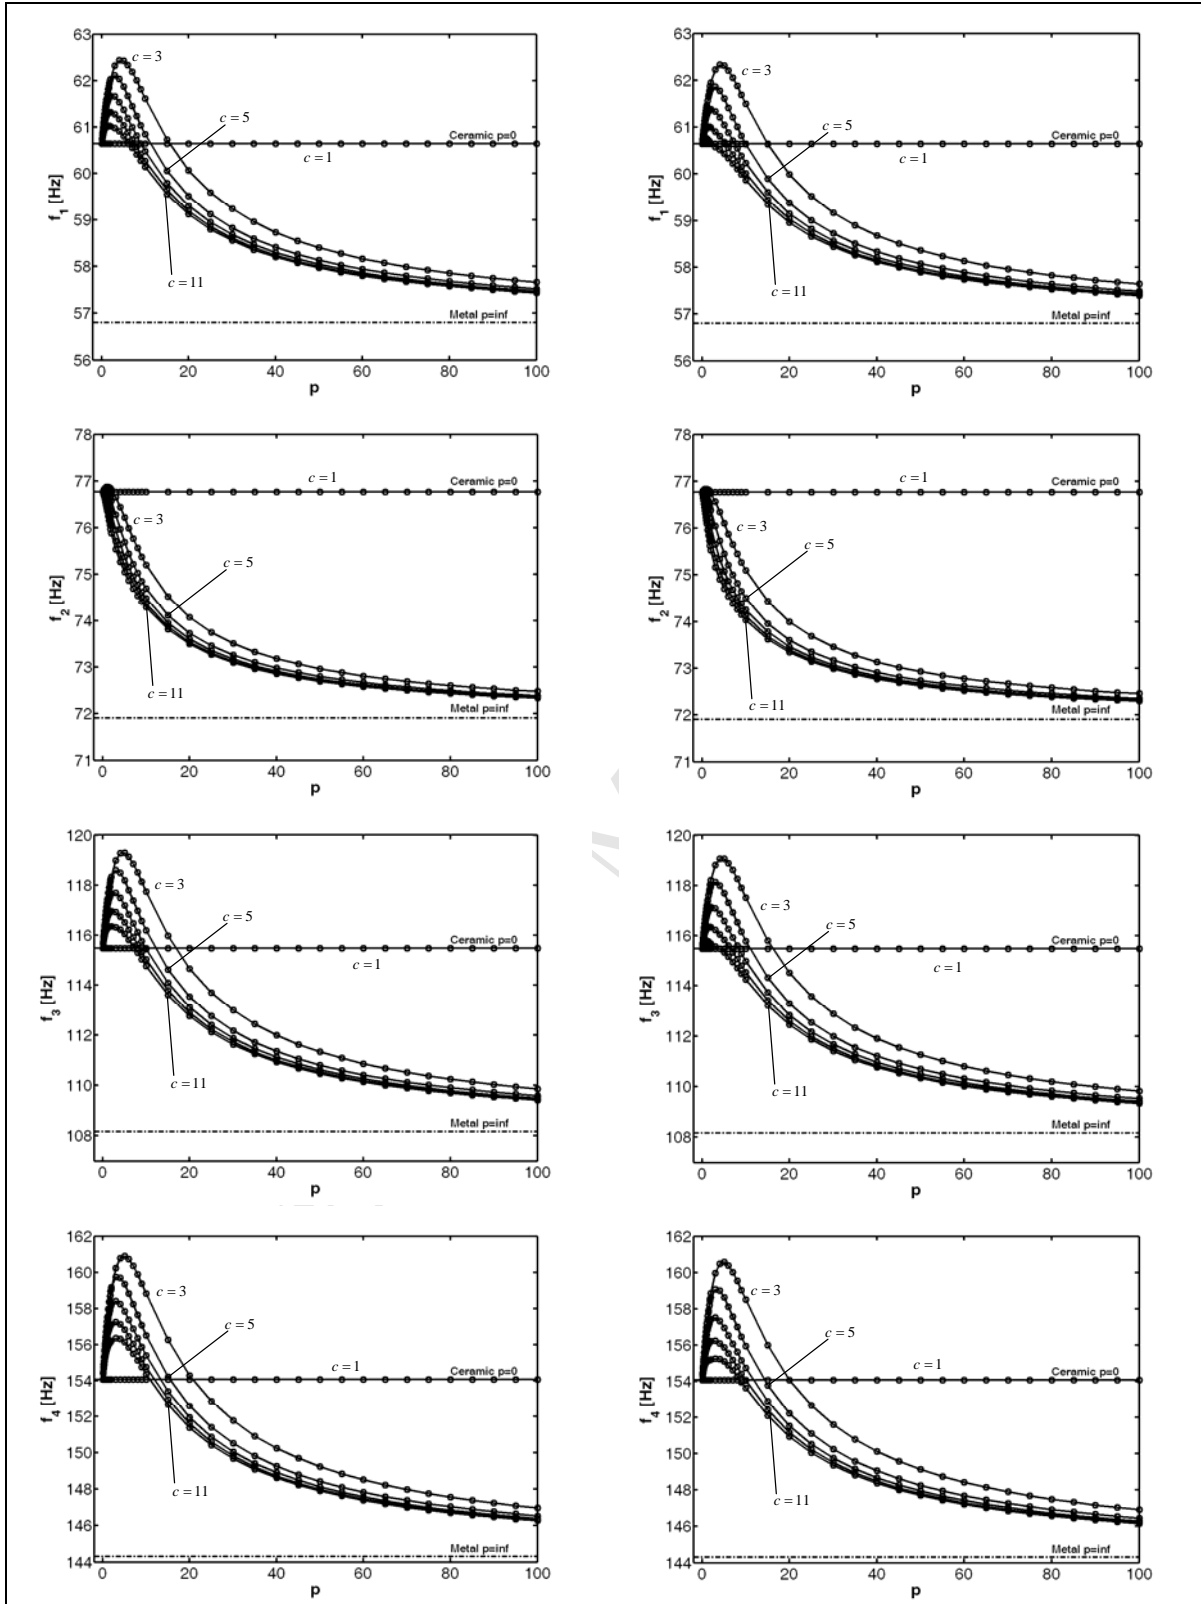 63
62
61
60
59
58
57
56
f1 [Hz]
c = 3
c = 5
Ceramic p=0
c = 1
c = 11
Metal p=inf
0 20 40 60 80 100
p
63
62
61
60
59
58
57
56
f1 [Hz]
c = 3
c = 5
Ceramic p=0
c = 1
c = 11
Metal p=inf
0 20 40 60 80 100
p
78
77
76
75
74
73
72
71
f2 [Hz]
c = 1
Ceramic p=0
c = 3
c = 5
c = 11
Metal p=inf
0 20 40 60 80 100
p
78
77
76
75
74
73
72
71
f2 [Hz]
c = 1
Ceramic p=0
c = 3
c = 5
c = 11
Metal p=inf
0 20 40 60 80 100
p
120
118
116
114
112
110
108
f3 [Hz]
c = 3
c = 5
Ceramic p=0
c = 1
c = 11
Metal p=inf
0 20 40 60 80 100
p
120
118
116
114
112
110
108
f3 [Hz]
c = 3
c = 5
Ceramic p=0
c = 1
c = 11
Metal p=inf
0 20 40 60 80 100
p
162
160
158
156
154
152
150
148
146
144
f4 [Hz]
c = 3
c = 5
c = 1
Ceramic p=0
c = 11
Metal p=inf
0 20 40 60 80 100
p
162
160
158
156
154
152
150
148
146
144
f4 [Hz]
c = 3
c = 5
c = 1
Ceramic p=0
c = 11
Metal p=inf
0 20 40 60 80 100
p